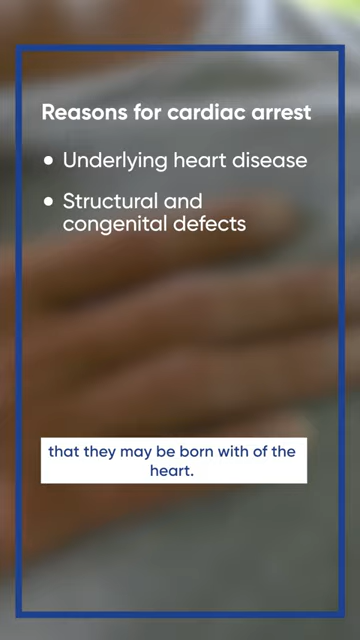 Reasons for cardiac arrest
• Underlying heart disease
• Structural and
congenital defects
that they may be born with of the
heart.